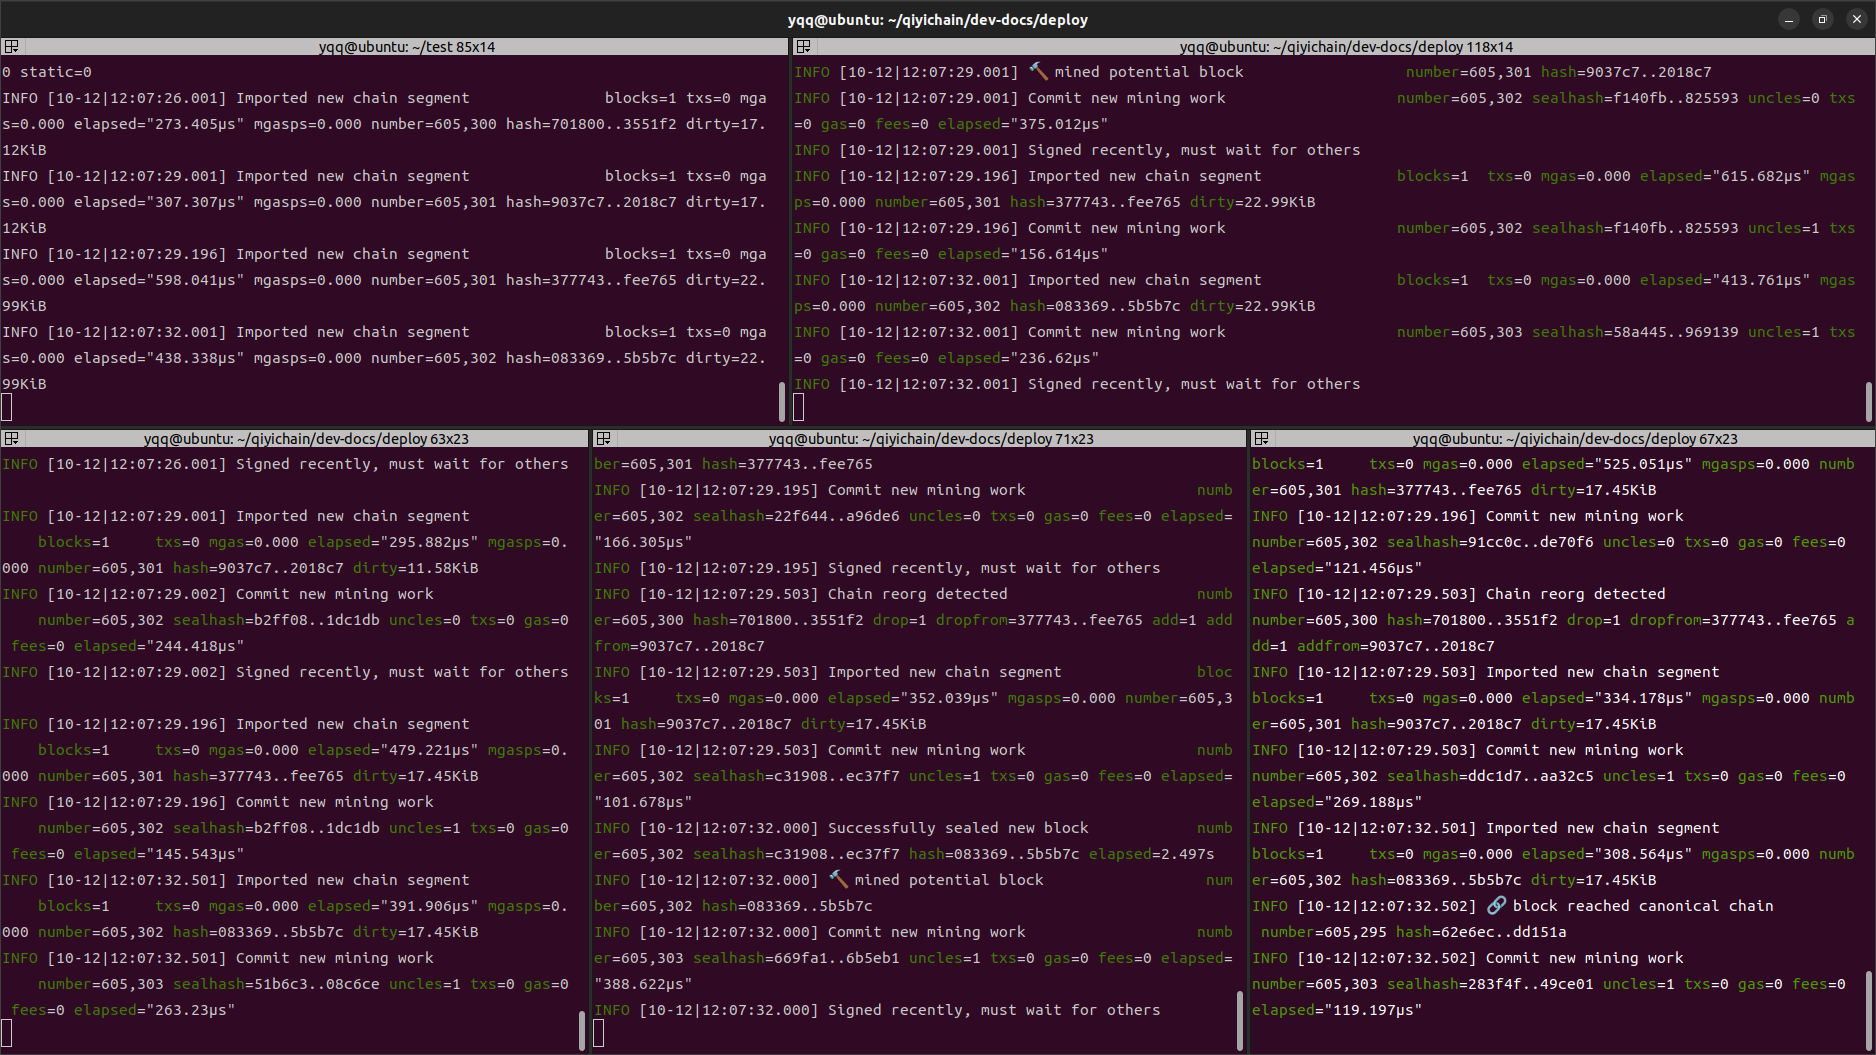 yqq@ubuntu: ~/qiyichain/dev-docs/deploy
yqq@ubuntu: ~/test 85x14
0 static=0
INFO [10-12|12:07:26.001] Imported new chain segment               blocks=1 txs=0 mga
s=0.000 elapsed="273.405µs" mgasps=0.000 number=605,300 hash=701800..3551f2 dirty=17.
12KiB
INFO [10-12|12:07:29.001] Imported new chain segment               blocks=1 txs=0 mga
s=0.000 elapsed="307.307µs" mgasps=0.000 number=605,301 hash=9037c7..2018c7 dirty=17.
12KiB
INFO [10-12|12:07:29.196] Imported new chain segment               blocks=1 txs=0 mga
s=0.000 elapsed="598.041µs" mgasps=0.000 number=605,301 hash=377743..fee765 dirty=22.
99KiB
INFO [10-12|12:07:32.001] Imported new chain segment               blocks=1 txs=0 mga
s=0.000 elapsed="438.338µs" mgasps=0.000 number=605,302 hash=083369..5b5b7c dirty=22.
99KiB
yqq@ubuntu: ~/qiyichain/dev-docs/deploy 118x14
INFO [10-12|12:07:29.001] 🔨 mined potential block                  number=605,301 hash=9037c7..2018c7
INFO [10-12|12:07:29.001] Commit new mining work                   number=605,302 sealhash=f140fb..825593 uncles=0 txs
=0 gas=0 fees=0 elapsed="375.012µs"
INFO [10-12|12:07:29.001] Signed recently, must wait for others
INFO [10-12|12:07:29.196] Imported new chain segment               blocks=1  txs=0 mgas=0.000 elapsed="615.682µs" mgas
ps=0.000 number=605,301 hash=377743..fee765 dirty=22.99KiB
INFO [10-12|12:07:29.196] Commit new mining work                   number=605,302 sealhash=f140fb..825593 uncles=1 txs
=0 gas=0 fees=0 elapsed="156.614µs"
INFO [10-12|12:07:32.001] Imported new chain segment               blocks=1  txs=0 mgas=0.000 elapsed="413.761µs" mgas
ps=0.000 number=605,302 hash=083369..5b5b7c dirty=22.99KiB
INFO [10-12|12:07:32.001] Commit new mining work                   number=605,303 sealhash=58a445..969139 uncles=1 txs
=0 gas=0 fees=0 elapsed="236.62µs"
INFO [10-12|12:07:32.001] Signed recently, must wait for others
yqq@ubuntu: ~/qiyichain/dev-docs/deploy 63x23
INFO [10-12|12:07:26.001] Signed recently, must wait for others
INFO [10-12|12:07:29.001] Imported new chain segment
    blocks=1     txs=0 mgas=0.000 elapsed="295.882µs" mgasps=0.
000 number=605,301 hash=9037c7..2018c7 dirty=11.58KiB
INFO [10-12|12:07:29.002] Commit new mining work
    number=605,302 sealhash=b2ff08..1dc1db uncles=0 txs=0 gas=0
 fees=0 elapsed="244.418µs"
INFO [10-12|12:07:29.002] Signed recently, must wait for others
INFO [10-12|12:07:29.196] Imported new chain segment
    blocks=1     txs=0 mgas=0.000 elapsed="479.221µs" mgasps=0.
000 number=605,301 hash=377743..fee765 dirty=17.45KiB
INFO [10-12|12:07:29.196] Commit new mining work
    number=605,302 sealhash=b2ff08..1dc1db uncles=1 txs=0 gas=0
 fees=0 elapsed="145.543µs"
INFO [10-12|12:07:32.501] Imported new chain segment
    blocks=1     txs=0 mgas=0.000 elapsed="391.906µs" mgasps=0.
000 number=605,302 hash=083369..5b5b7c dirty=17.45KiB
INFO [10-12|12:07:32.501] Commit new mining work
    number=605,303 sealhash=51b6c3..08c6ce uncles=1 txs=0 gas=0
 fees=0 elapsed="263.23µs"
yqq@ubuntu: ~/qiyichain/dev-docs/deploy 71x23
ber=605,301 hash=377743..fee765
INFO [10-12|12:07:29.195] Commit new mining work                   numb
er=605,302 sealhash=22f644..a96de6 uncles=0 txs=0 gas=0 fees=0 elapsed=
"166.305µs"
INFO [10-12|12:07:29.195] Signed recently, must wait for others
INFO [10-12|12:07:29.503] Chain reorg detected                     numb
er=605,300 hash=701800..3551f2 drop=1 dropfrom=377743..fee765 add=1 add
from=9037c7..2018c7
INFO [10-12|12:07:29.503] Imported new chain segment               bloc
ks=1     txs=0 mgas=0.000 elapsed="352.039µs" mgasps=0.000 number=605,3
01 hash=9037c7..2018c7 dirty=17.45KiB
INFO [10-12|12:07:29.503] Commit new mining work                   numb
er=605,302 sealhash=c31908..ec37f7 uncles=1 txs=0 gas=0 fees=0 elapsed=
"101.678µs"
INFO [10-12|12:07:32.000] Successfully sealed new block            numb
er=605,302 sealhash=c31908..ec37f7 hash=083369..5b5b7c elapsed=2.497s
INFO [10-12|12:07:32.000] 🔨 mined potential block                  num
ber=605,302 hash=083369..5b5b7c
INFO [10-12|12:07:32.000] Commit new mining work                   numb
er=605,303 sealhash=669fa1..6b5eb1 uncles=1 txs=0 gas=0 fees=0 elapsed=
"388.622µs"
INFO [10-12|12:07:32.000] Signed recently, must wait for others
yqq@ubuntu: ~/qiyichain/dev-docs/deploy 67x23
blocks=1     txs=0 mgas=0.000 elapsed="525.051µs" mgasps=0.000 numb
er=605,301 hash=377743..fee765 dirty=17.45KiB
INFO [10-12|12:07:29.196] Commit new mining work
number=605,302 sealhash=91cc0c..de70f6 uncles=0 txs=0 gas=0 fees=0
elapsed="121.456µs"
INFO [10-12|12:07:29.503] Chain reorg detected
number=605,300 hash=701800..3551f2 drop=1 dropfrom=377743..fee765 a
dd=1 addfrom=9037c7..2018c7
INFO [10-12|12:07:29.503] Imported new chain segment
blocks=1     txs=0 mgas=0.000 elapsed="334.178µs" mgasps=0.000 numb
er=605,301 hash=9037c7..2018c7 dirty=17.45KiB
INFO [10-12|12:07:29.503] Commit new mining work
number=605,302 sealhash=ddc1d7..aa32c5 uncles=1 txs=0 gas=0 fees=0
elapsed="269.188µs"
INFO [10-12|12:07:32.501] Imported new chain segment
blocks=1     txs=0 mgas=0.000 elapsed="308.564µs" mgasps=0.000 numb
er=605,302 hash=083369..5b5b7c dirty=17.45KiB
INFO [10-12|12:07:32.502] 🔗 block reached canonical chain
 number=605,295 hash=62e6ec..dd151a
INFO [10-12|12:07:32.502] Commit new mining work
number=605,303 sealhash=283f4f..49ce01 uncles=1 txs=0 gas=0 fees=0
elapsed="119.197µs"